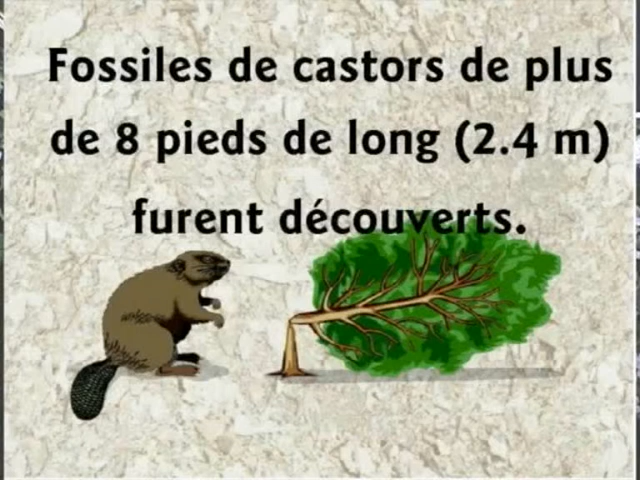 Fossiles de castors de plus
de 8 pieds de long (2.4 m)
furent découverts.